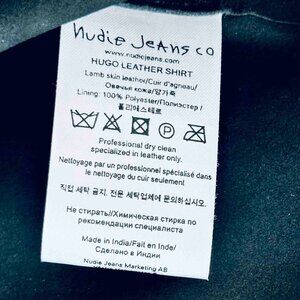 Nudie Jeans co
www.nudiejeans.com
HUGO LEATHER SHIRT
Lamb skin leather/Cuir d'agneau/
Овечья кожа/양가죽
Lining: 100% Polyester/Полиэстер/
폴리에스테르
P
Professional dry clean
specialized in leather only.
Nettoyage par un professionnel spécialisé dans
le nettoyage du cuir seulement
직접 세탁 금지. 전문 세탁업체에 문의하십시오.
Не стирать//Химическая стирка по
рекомендации специалиста
Made in India/Fait en Inde/
Сделано в Индии
Nudie Jeans Marketing AB